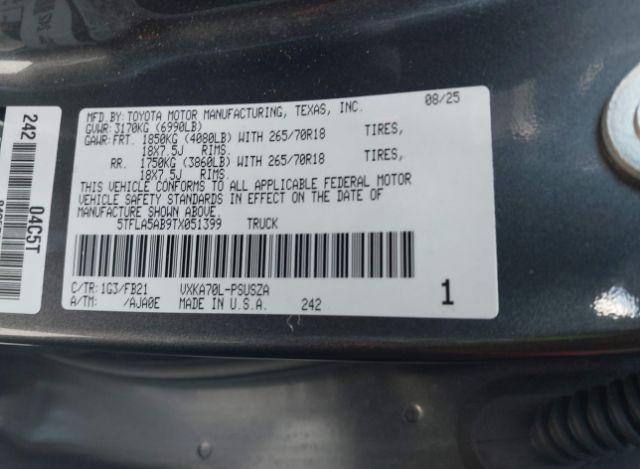 MFD.BY: TOYOTA MOTOR MANUFACTURING, TEXAS, INC. 08/25
GVWR: 3170KG (6990LB)
GAWR: FRT. 1850KG (4080LB) WITH 265/70R18 TIRES,
18X7.5J RIMS.
RR. 1750KG (3860LB) WITH 265/70R18 TIRES,
18X7.5J RIMS.
THIS VEHICLE CONFORMS TO ALL APPLICABLE FEDERAL MOTOR
VEHICLE SAFETY STANDARDS IN EFFECT ON THE DATE OF
MANUFACTURE SHOWN ABOVE.
5TFLA5AB9TX051399 TRUCK
C/TR: 1G3/FB21 VXKA70L-PSUSZA
A/TM: /AJA0E MADE IN U.S.A. 242 1
242
04C5T